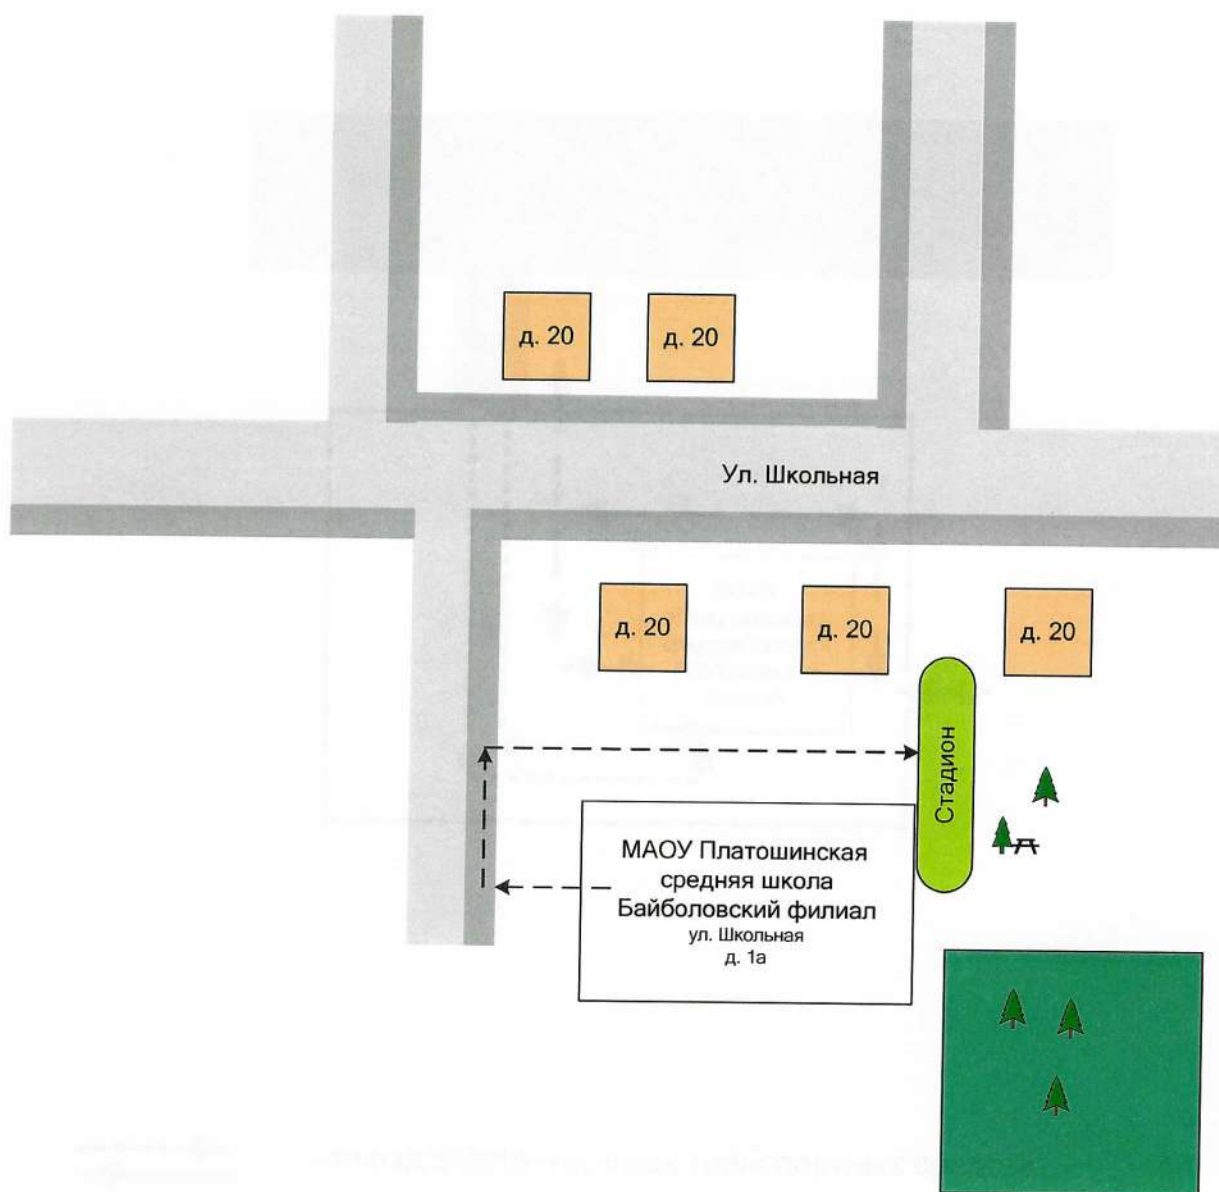 д. 20
д. 20
Ул. Школьная
д. 20
д. 20
д. 20
Стадион
МАОУ Платошинская
средняя школа
Байболовский филиал
ул. Школьная
д. 1а